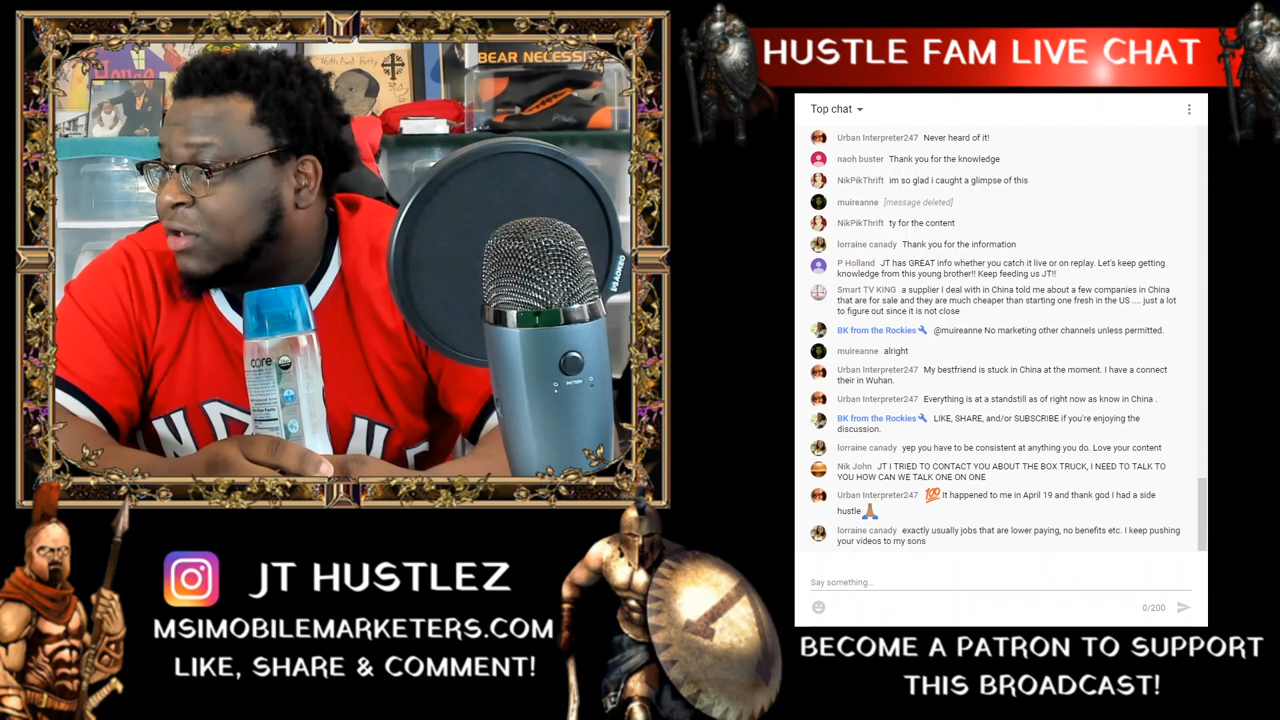 House
Truth And Purity
BEAR NECESSI
core
TONOR
PATTERN
HUSTLE FAM LIVE CHAT
Top chat
Urban Interpreter247 Never heard of it!
naoh buster Thank you for the knowledge
NikPikThrift im so glad i caught a glimpse of this
muireanne [message deleted]
NikPikThrift ty for the content
lorraine canady Thank you for the information
P Holland JT has GREAT info whether you catch it live or on replay. Let's keep getting
knowledge from this young brother!! Keep feeding us JT!!
Smart TV KING a supplier I deal with in China told me about a few companies in China
that are for sale and they are much cheaper than starting one fresh in the US .... just a lot
to figure out since it is not close
BK from the Rockies @muireanne No marketing other channels unless permitted.
muireanne alright
Urban Interpreter247 My bestfriend is stuck in China at the moment. I have a connect
their in Wuhan.
Urban Interpreter247 Everything is at a standstill as of right now as know in China .
BK from the Rockies LIKE, SHARE, and/or SUBSCRIBE if you're enjoying the
discussion.
lorraine canady yep you have to be consistent at anything you do. Love your content
Nik John JT I TRIED TO CONTACT YOU ABOUT THE BOX TRUCK, I NEED TO TALK TO
YOU HOW CAN WE TALK ONE ON ONE
Urban Interpreter247 💯 It happened to me in April 19 and thank god I had a side
hustle 🙏🏽
lorraine canady exactly usually jobs that are lower paying, no benefits etc. I keep pushing
your videos to my sons
Say something...
0/200
JT HUSTLEZ
MSIMOBILEMARKETERS.COM
LIKE, SHARE & COMMENT!
BECOME A PATRON TO SUPPORT
THIS BROADCAST!